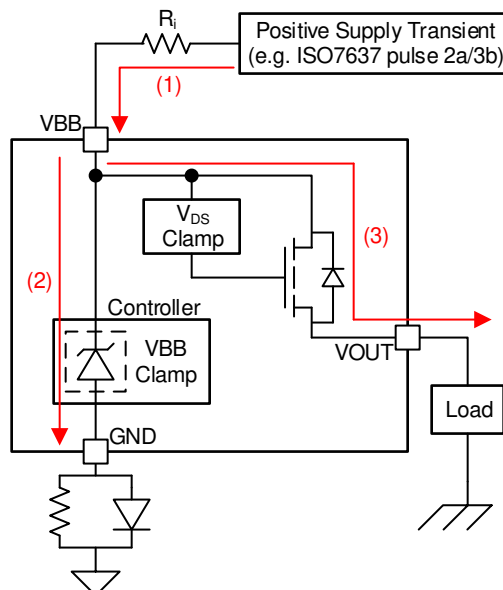 Ri
Positive Supply Transient
(e.g. ISO7637 pulse 2a/3b)
(1)
VBB
VDS
Clamp
(3)
(2)
Controller
VBB
Clamp
VOUT
GND
Load